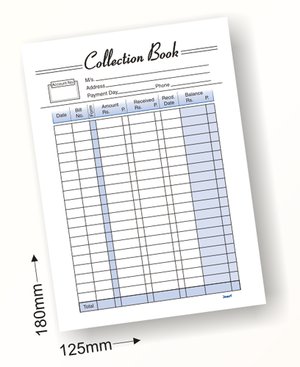 Collection Book
Account No.
M/s.
Address
Payment Day Phone
Date Bill No. Amount Rs. P. Received Rs. P. Recd. Date Balance Rs. P.
Total
180mm
125mm